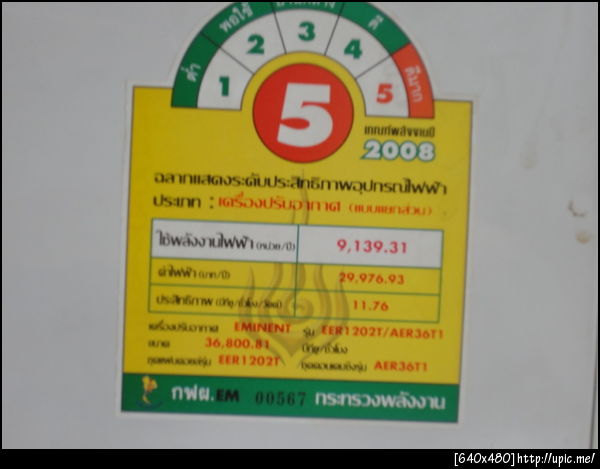 ต่ำ พอใช้ ปานกลาง ดี ดีมาก
1 2 3 4 5
5
เกณฑ์พลังงานปี
2008
ฉลากแสดงระดับประสิทธิภาพอุปกรณ์ไฟฟ้า
ประเภท : เครื่องปรับอากาศ (แบบแยกส่วน)
ใช้พลังงานไฟฟ้า (หน่วย/ปี) 9,139.31
ค่าไฟฟ้า (บาท/ปี) 29,976.93
ประสิทธิภาพ (บีทียู/ชั่วโมง/วัตต์) 11.76
เครื่องปรับอากาศ EMINENT รุ่น EER1202T/AER36T1
ขนาด 36,800.81 บีทียู/ชั่วโมง
ชุดแฟนคอยล์รุ่น EER1202T ชุดคอนเดนซิ่งรุ่น AER36T1
กฟผ.EM 00567 กระทรวงพลังงาน
[640x480]http://upic.me/